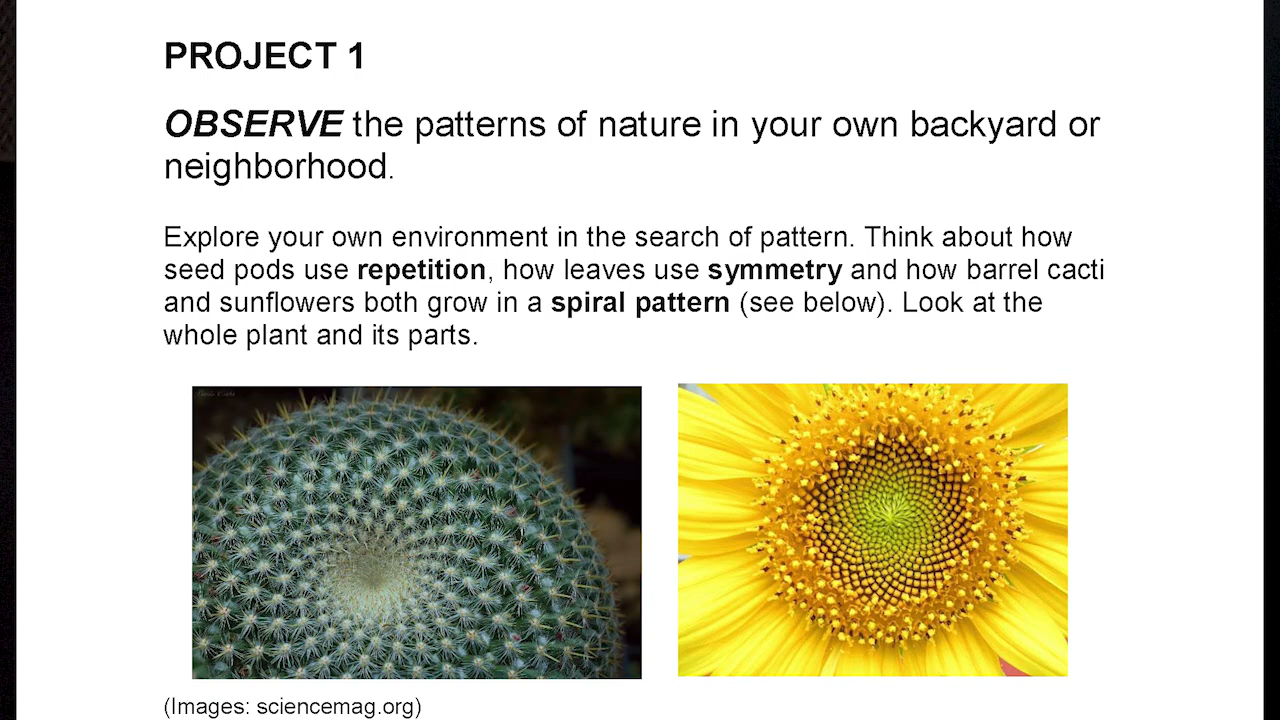 PROJECT 1
OBSERVE the patterns of nature in your own backyard or
neighborhood.
Explore your own environment in the search of pattern. Think about how
seed pods use repetition, how leaves use symmetry and how barrel cacti
and sunflowers both grow in a spiral pattern (see below). Look at the
whole plant and its parts.
(Images: sciencemag.org)